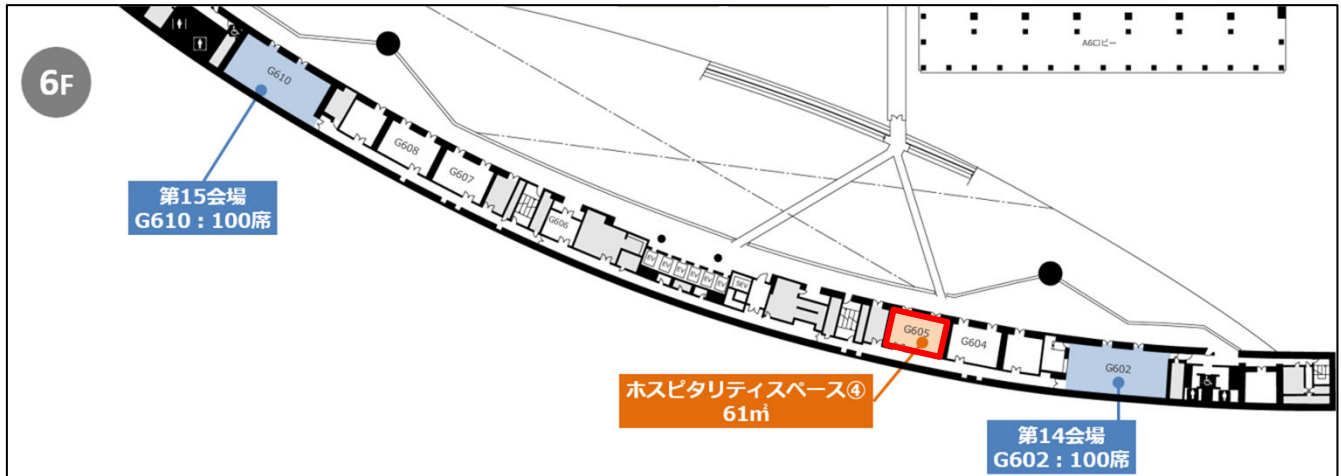 6F
A6ロビー
G610
G608
G607
G606
EV EV EV EV EV EV
SEV
G605
G604
G602
第15会場
G610：100席
ホスピタリティスペース④
61㎡
第14会場
G602：100席